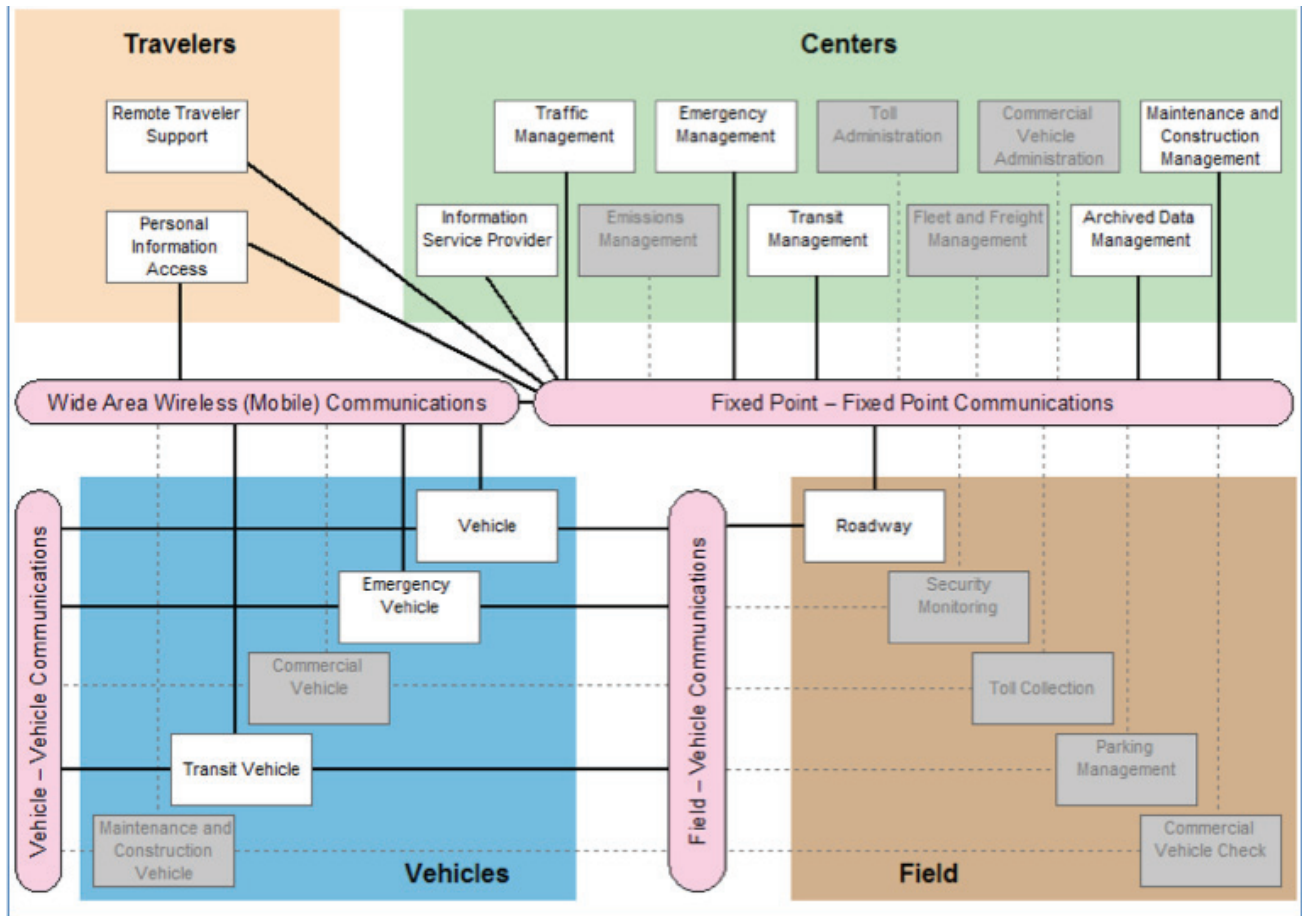 Travelers
Centers
Remote Traveler
Support
Traffic
Management
Emergency
Management
Toll
Administration
Commercial
Vehicle
Administration
Maintenance and
Construction
Management
Personal
Information
Access
Information
Service Provider
Emissions
Management
Transit
Management
Fleet and Freight
Management
Archived Data
Management
Wide Area Wireless (Mobile) Communications
Fixed Point – Fixed Point Communications
Vehicle – Vehicle Communications
Vehicle
Emergency
Vehicle
Commercial
Vehicle
Transit Vehicle
Maintenance and
Construction
Vehicle
Vehicles
Field – Vehicle Communications
Roadway
Security
Monitoring
Toll Collection
Parking
Management
Commercial
Vehicle Check
Field